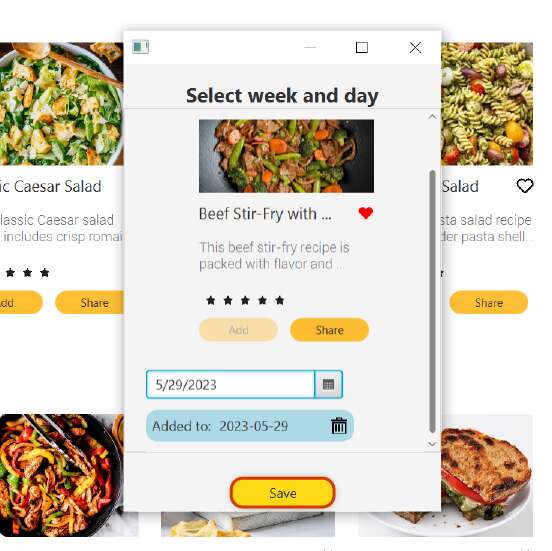 Select week and day
ic Caesar Salad
lassic Caesar salad
includes crisp romai
Add
Share
Beef Stir-Fry with ...
This beef stir-fry recipe is
packed with flavor and ...
Add
Share
Salad
sta salad recipe
der pasta shell...
Share
5/29/2023
Added to: 2023-05-29
Save